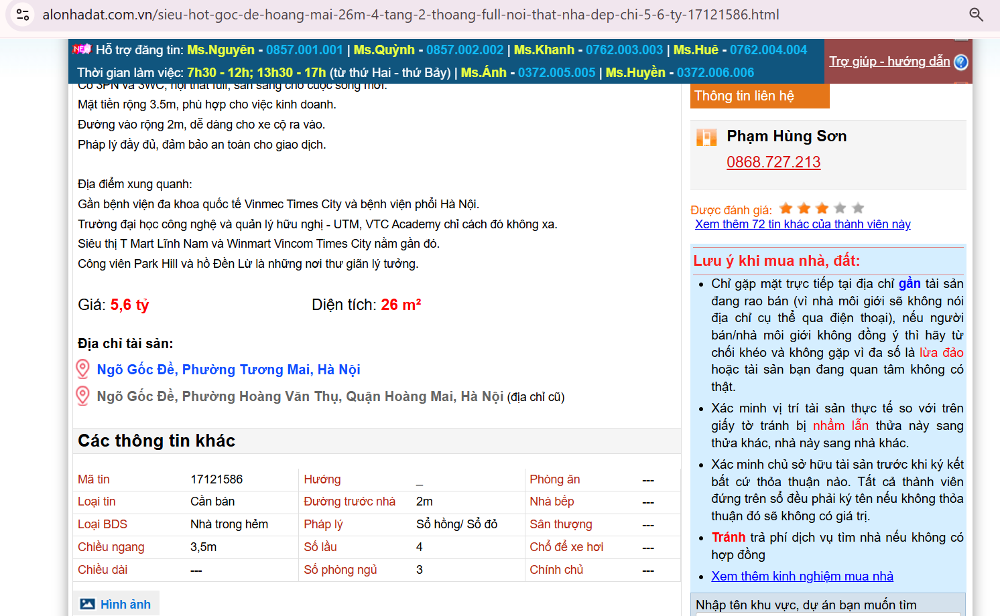 alonhadat.com.vn/sieu-hot-goc-de-hoang-mai-26m-4-tang-2-thoang-full-noi-that-nha-dep-chi-5-6-ty-17121586.html
NEW Hỗ trợ đăng tin: Ms.Nguyên - 0857.001.001 | Ms.Quỳnh - 0857.002.002 | Ms.Khanh - 0762.003.003 | Ms.Huê - 0762.004.004
Thời gian làm việc: 7h30 - 12h; 13h30 - 17h (từ thứ Hai - thứ Bảy) | Ms.Ánh - 0372.005.005 | Ms.Huyền - 0372.006.006
Trợ giúp - hướng dẫn ?
Có 3PN và 3WC, nội thất full, sẵn sàng cho cuộc sống mới.
Mặt tiền rộng 3.5m, phù hợp cho việc kinh doanh.
Đường vào rộng 2m, dễ dàng cho xe cộ ra vào.
Pháp lý đầy đủ, đảm bảo an toàn cho giao dịch.
Địa điểm xung quanh:
Gần bệnh viện đa khoa quốc tế Vinmec Times City và bệnh viện phổi Hà Nội.
Trường đại học công nghệ và quản lý hữu nghị - UTM, VTC Academy chỉ cách đó không xa.
Siêu thị T Mart Lĩnh Nam và Winmart Vincom Times City nằm gần đó.
Công viên Park Hill và hồ Đền Lừ là những nơi thư giãn lý tưởng.
Giá: 5,6 tỷ Diện tích: 26 m²
Địa chỉ tài sản:
Ngõ Gốc Đề, Phường Tương Mai, Hà Nội
Ngõ Gốc Đề, Phường Hoàng Văn Thụ, Quận Hoàng Mai, Hà Nội (địa chỉ cũ)
Các thông tin khác
Mã tin 17121586 Hướng _ Phòng ăn ---
Loại tin Cần bán Đường trước nhà 2m Nhà bếp ---
Loại BDS Nhà trong hẻm Pháp lý Sổ hồng/ Sổ đỏ Sân thượng ---
Chiều ngang 3,5m Số lầu 4 Chổ để xe hơi ---
Chiều dài --- Số phòng ngủ 3 Chính chủ ---
Hình ảnh
Thông tin liên hệ
Phạm Hùng Sơn
0868.727.213
Được đánh giá:
Xem thêm 72 tin khác của thành viên này
Lưu ý khi mua nhà, đất:
• Chỉ gặp mặt trực tiếp tại địa chỉ gần tài sản
đang rao bán (vì nhà môi giới sẽ không nói
địa chỉ cụ thể qua điện thoại), nếu người
bán/nhà môi giới không đồng ý thì hãy từ
chối khéo và không gặp vì đa số là lừa đảo
hoặc tài sản bạn đang quan tâm không có
thật.
• Xác minh vị trí tài sản thực tế so với trên
giấy tờ tránh bị nhầm lẫn thửa này sang
thửa khác, nhà này sang nhà khác.
• Xác minh chủ sở hữu tài sản trước khi ký kết
bất cứ thỏa thuận nào. Tất cả thành viên
đứng trên sổ đều phải ký tên nếu không thỏa
thuận đó sẽ không có giá trị.
• Tránh trả phí dịch vụ tìm nhà nếu không có
hợp đồng
• Xem thêm kinh nghiệm mua nhà
Nhập tên khu vực, dự án bạn muốn tìm